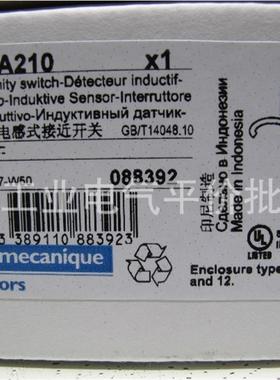 A210 x1
ity switch-Détecteur inductif-
o-Induktive Sensor-Interruttore
uttivo-Индуктивный датчик
电感式接近开关 GB/T14048.10
7-W50 088392
3 389110 883923
mecanique
ors
印尼制造
Сделано в Индонезии
Made in Indonesia
UL
LISTED
Enclosure type
and 12.
工业电气平价批